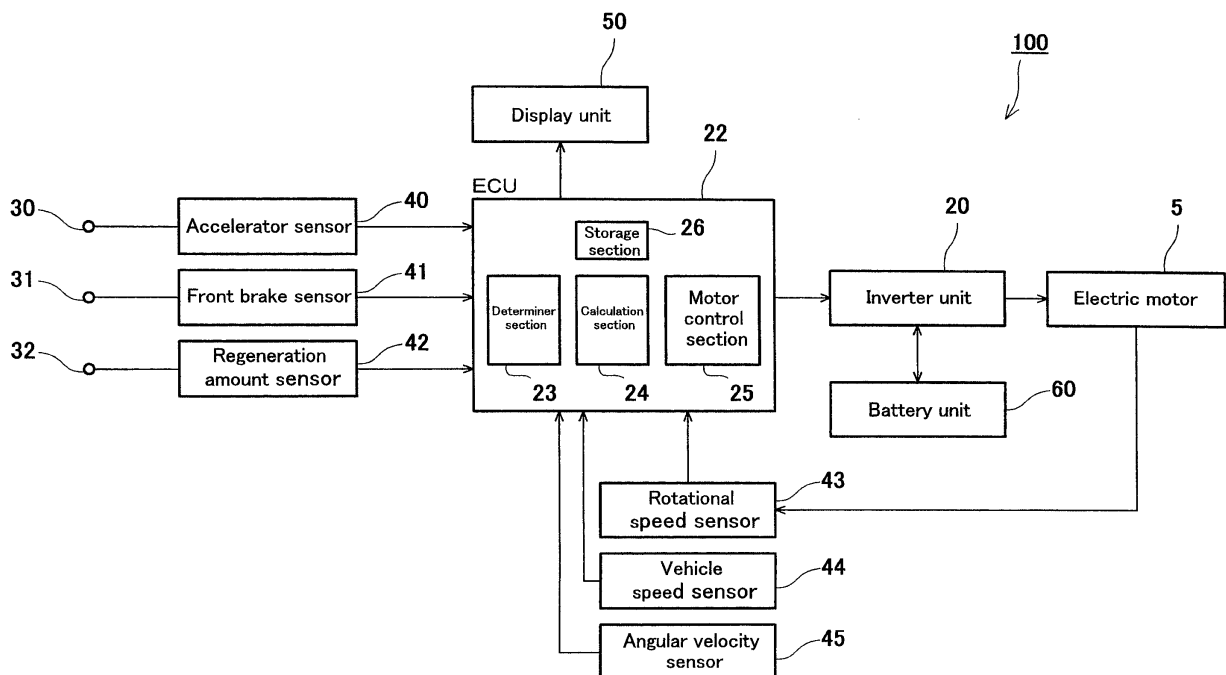 50
100
Display unit
22
ECU
30
40
Accelerator sensor
Storage
section
26
20
5
31
41
Front brake sensor
Determiner
section
Calculation
section
Motor
control
section
Inverter unit
Electric motor
32
42
Regeneration
amount sensor
23
24
25
Battery unit
60
Rotational
speed sensor
43
Vehicle
speed sensor
44
Angular velocity
sensor
45